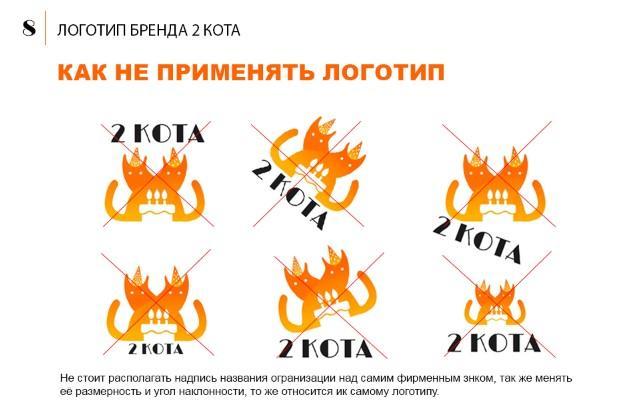 8 ЛОГОТИП БРЕНДА 2 КОТА
КАК НЕ ПРИМЕНЯТЬ ЛОГОТИП
2 КОТА
2 КОТА
2 КОТА
2 КОТА
2 КОТА
2 КОТА
Не стоит располагать надпись названия огранизации над самим фирменным знком, так же менять
её размерность и угол наклонности, то же относится ик самому логотипу.